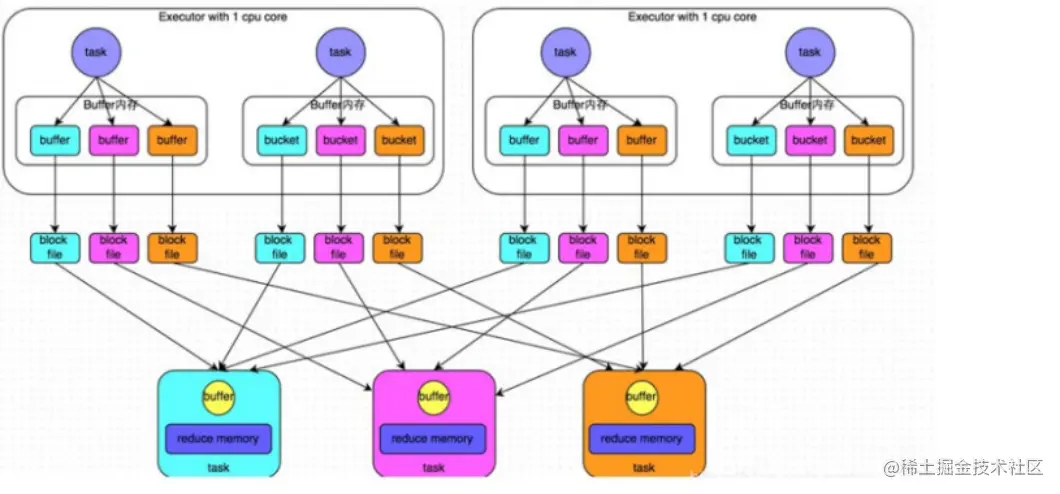 Executor with 1 cpu core
Executor with 1 cpu core
task
task
task
task
Buffer内存
Buffer内存
Buffer内存
Buffer内存
buffer
buffer
buffer
bucket
bucket
bucket
buffer
buffer
buffer
bucket
bucket
bucket
block
file
block
file
block
file
block
file
block
file
block
file
block
file
block
file
block
file
block
file
block
file
block
file
buffer
buffer
buffer
reduce memory
reduce memory
reduce memory
task
task
task
@稀土掘金技术社区